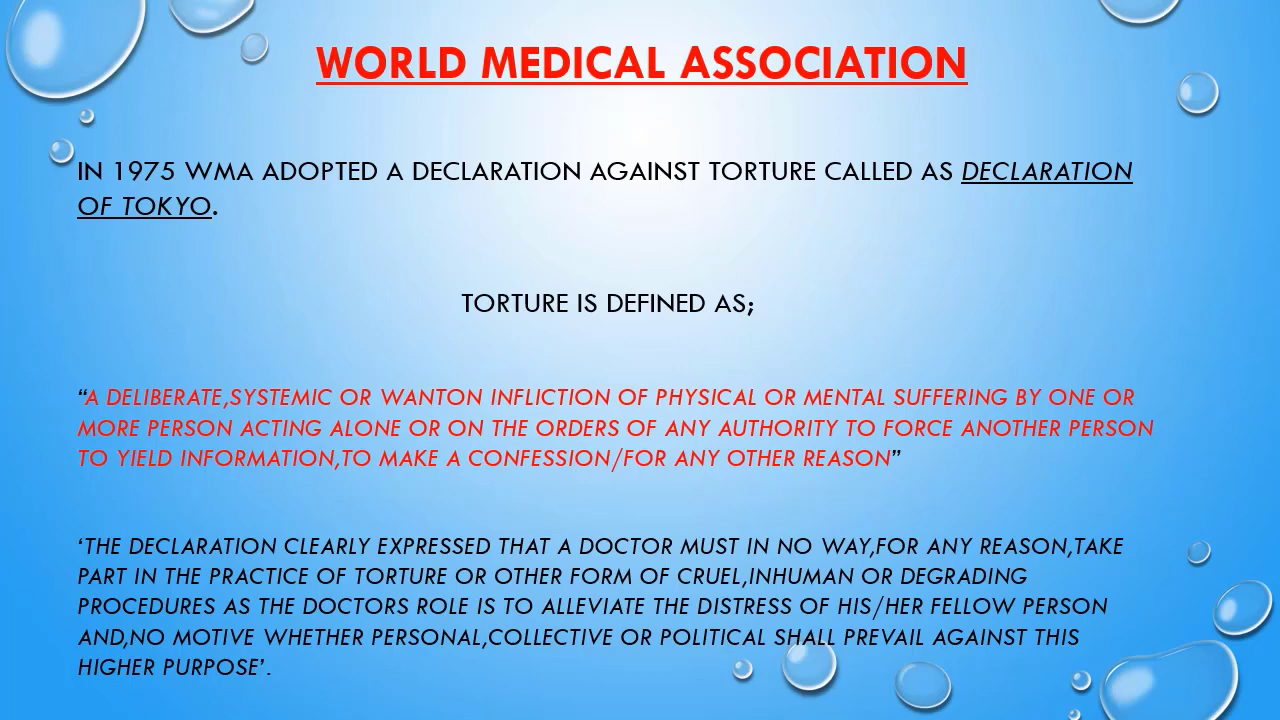 WORLD MEDICAL ASSOCIATION
IN 1975 WMA ADOPTED A DECLARATION AGAINST TORTURE CALLED AS DECLARATION
OF TOKYO.
TORTURE IS DEFINED AS;
“A DELIBERATE,SYSTEMIC OR WANTON INFLICTION OF PHYSICAL OR MENTAL SUFFERING BY ONE OR
MORE PERSON ACTING ALONE OR ON THE ORDERS OF ANY AUTHORITY TO FORCE ANOTHER PERSON
TO YIELD INFORMATION,TO MAKE A CONFESSION/FOR ANY OTHER REASON”
‘THE DECLARATION CLEARLY EXPRESSED THAT A DOCTOR MUST IN NO WAY,FOR ANY REASON,TAKE
PART IN THE PRACTICE OF TORTURE OR OTHER FORM OF CRUEL,INHUMAN OR DEGRADING
PROCEDURES AS THE DOCTORS ROLE IS TO ALLEVIATE THE DISTRESS OF HIS/HER FELLOW PERSON
AND,NO MOTIVE WHETHER PERSONAL,COLLECTIVE OR POLITICAL SHALL PREVAIL AGAINST THIS
HIGHER PURPOSE’.